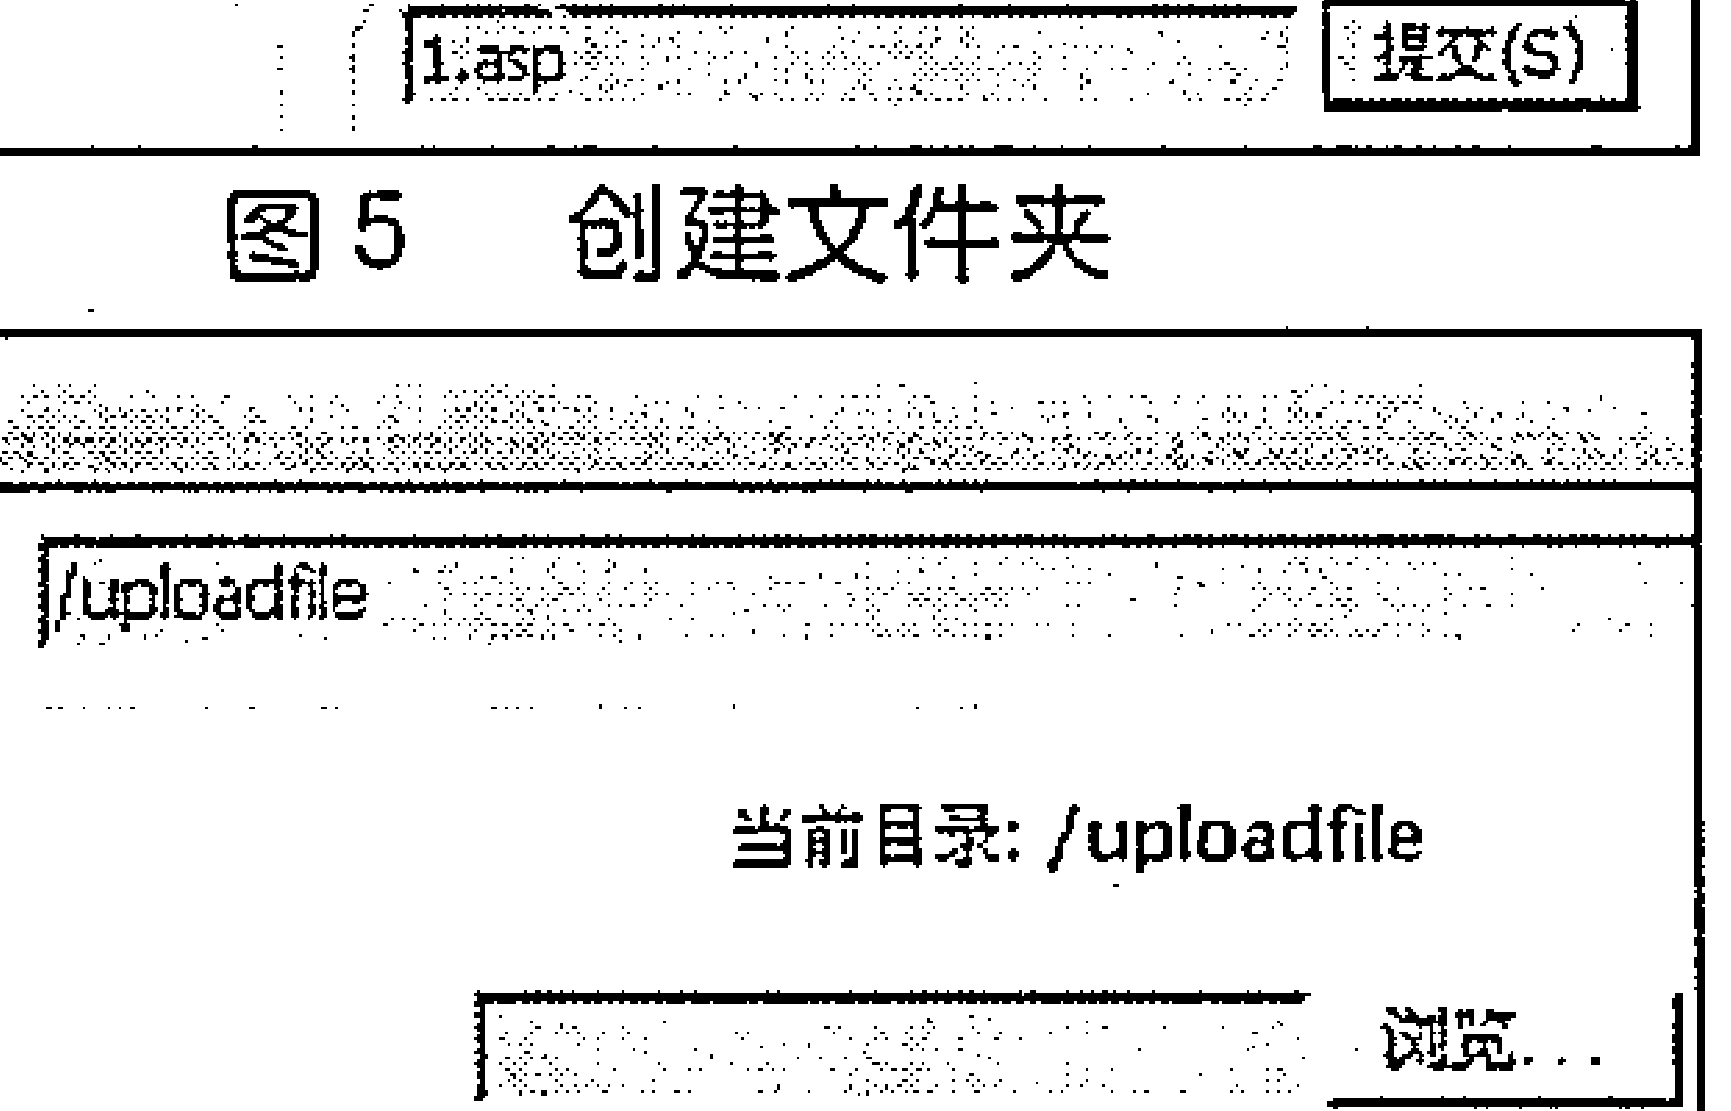 1.asp 提交(S)
图 5 创建文件夹
/uploadfile
当前目录: /uploadfile
浏览...